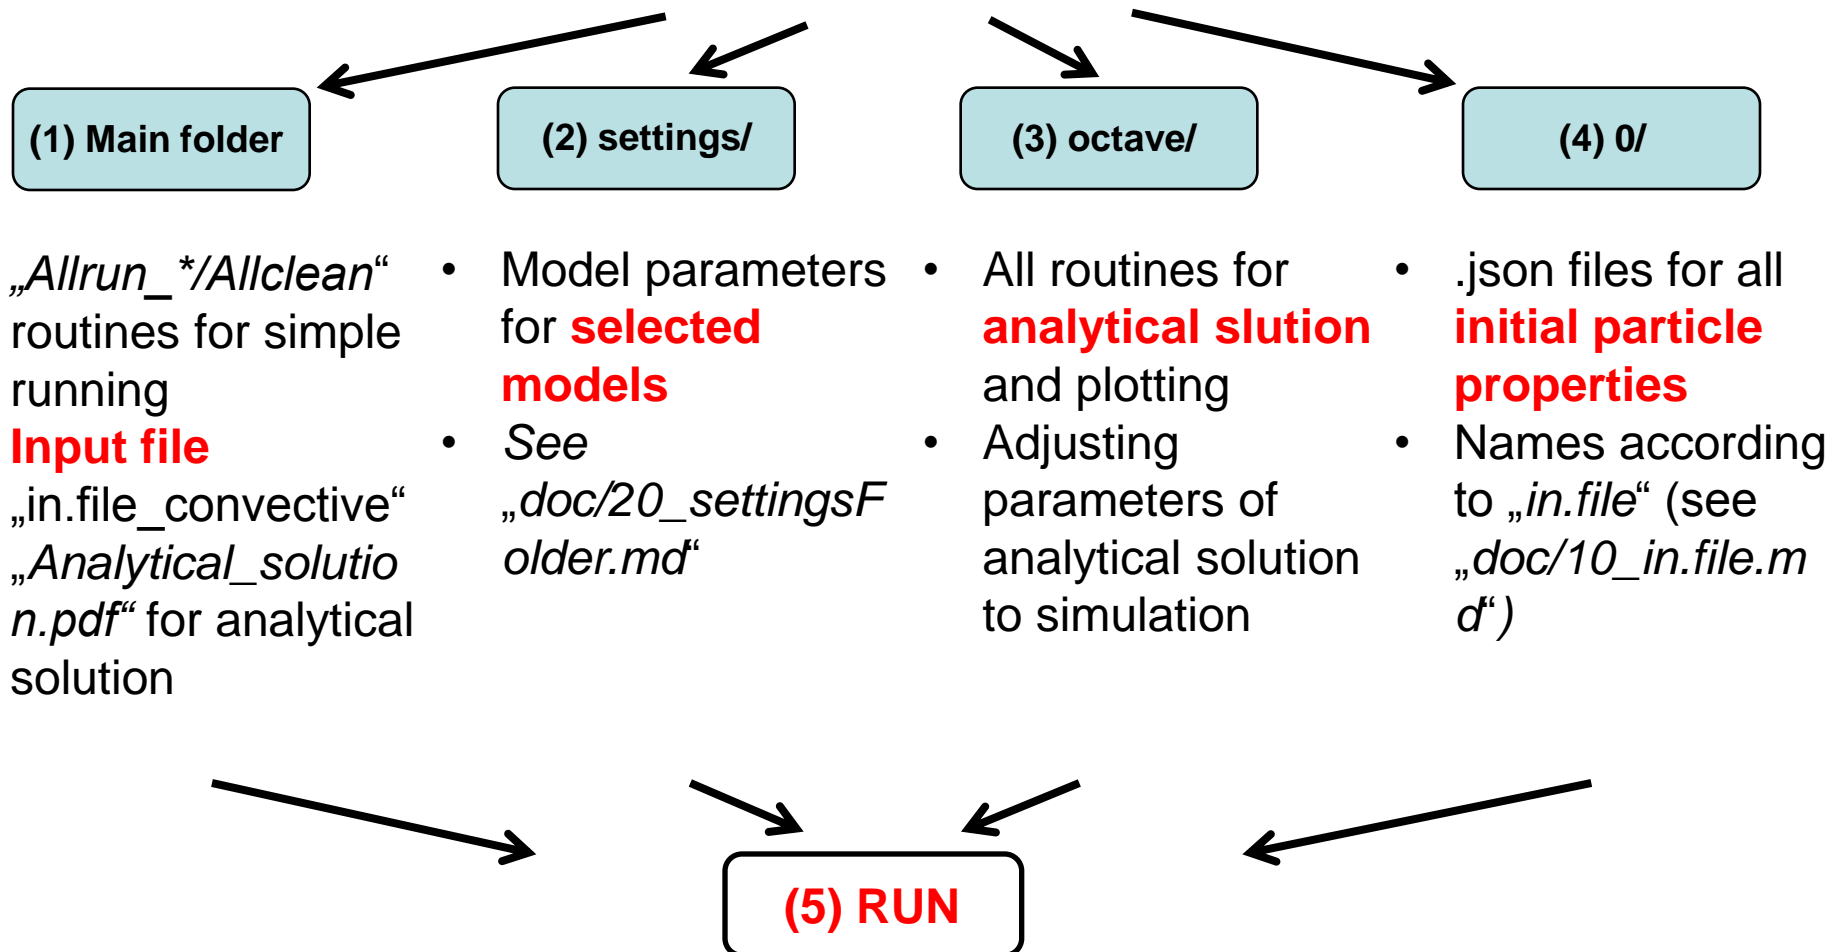 (1) Main folder
(2) settings/
(3) octave/
(4) 0/
„Allrun_*/Allclean“
routines for simple
running
Input file
„in.file_convective“
„Analytical_solutio
n.pdf“ for analytical
solution
• Model parameters
for selected
models
• See
„doc/20_settingsF
older.md“
• All routines for
analytical slution
and plotting
• Adjusting
parameters of
analytical solution
to simulation
• .json files for all
initial particle
properties
• Names according
to „in.file“ (see
„doc/10_in.file.m
d“)
(5) RUN